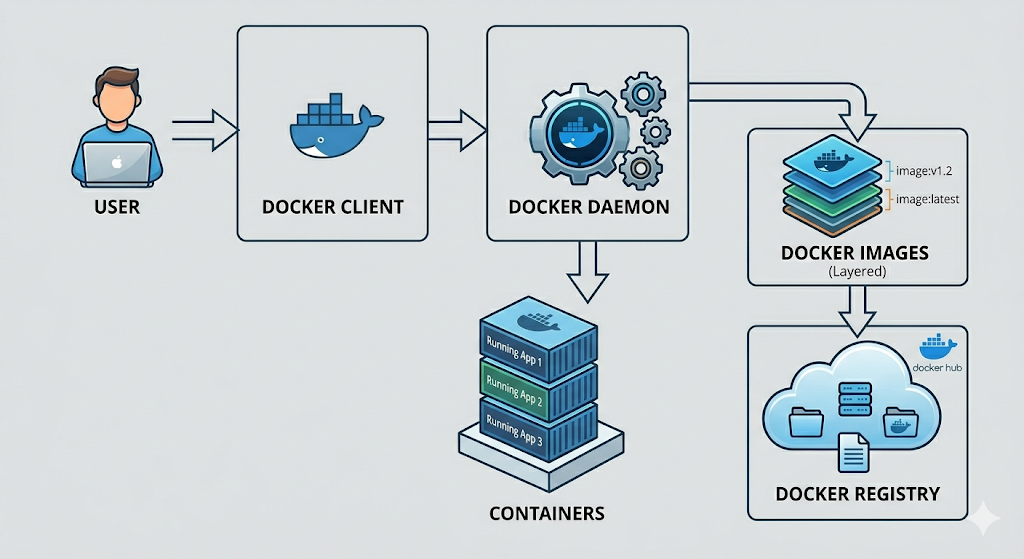 USER
DOCKER CLIENT
DOCKER DAEMON
image:v1.2
image:latest
DOCKER IMAGES
(Layered)
Running App 1
Running App 2
Running App 3
CONTAINERS
docker hub
DOCKER REGISTRY